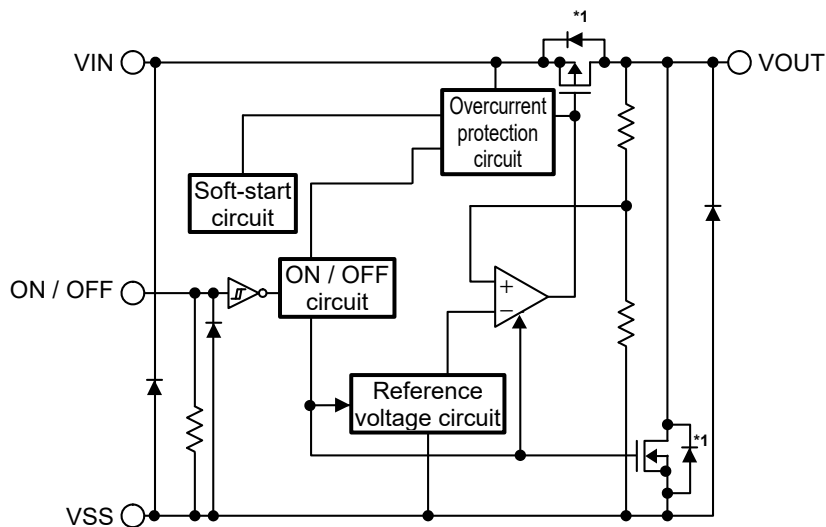 *1
VIN
VOUT
Overcurrent
protection
circuit
Soft-start
circuit
ON / OFF
ON / OFF
circuit
+
−
Reference
voltage circuit
*1
VSS